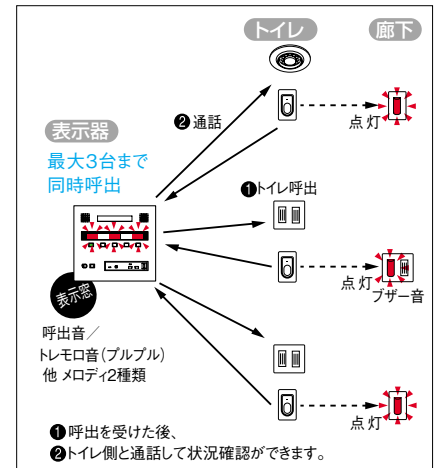 トイレ
廊下
❷通話
点灯
表示器
最大3台まで
同時呼出
❶トイレ呼出
表示窓
点灯
ブザー音
呼出音／
トレモロ音(プルプル)
他 メロディ2種類
点灯
❶呼出を受けた後、
❷トイレ側と通話して状況確認ができます。